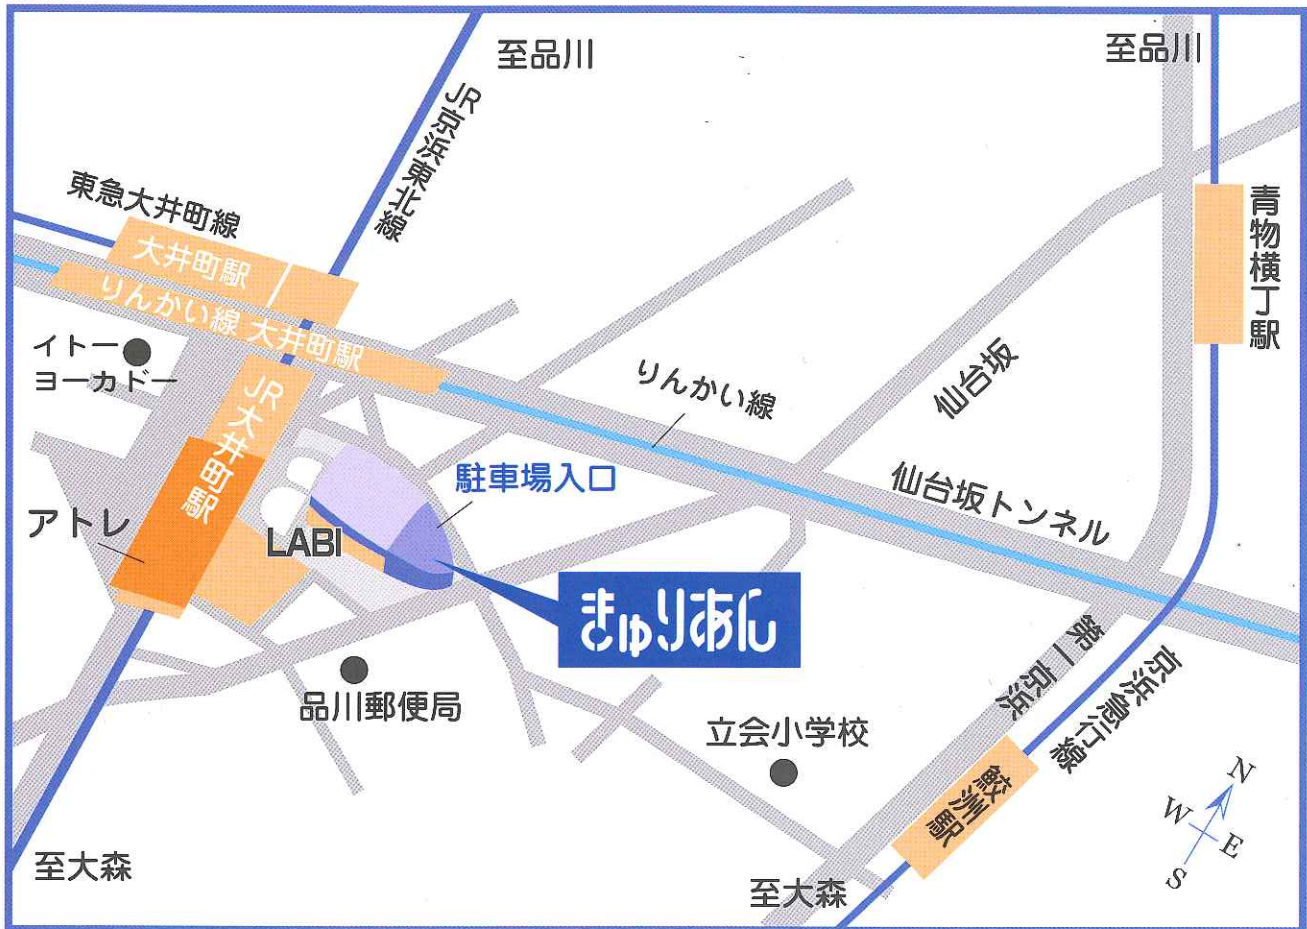 至品川
至品川
JR京浜東北線
東急大井町線
大井町駅
りんかい線 大井町駅
青物横丁駅
イトー
ヨーカドー
JR大井町駅
りんかい線
仙台坂
駐車場入口
仙台坂トンネル
アトレ
LABI
きゅりあん
第一京浜
京浜急行線
品川郵便局
立会小学校
鮫洲駅
N
W
E
S
至大森
至大森